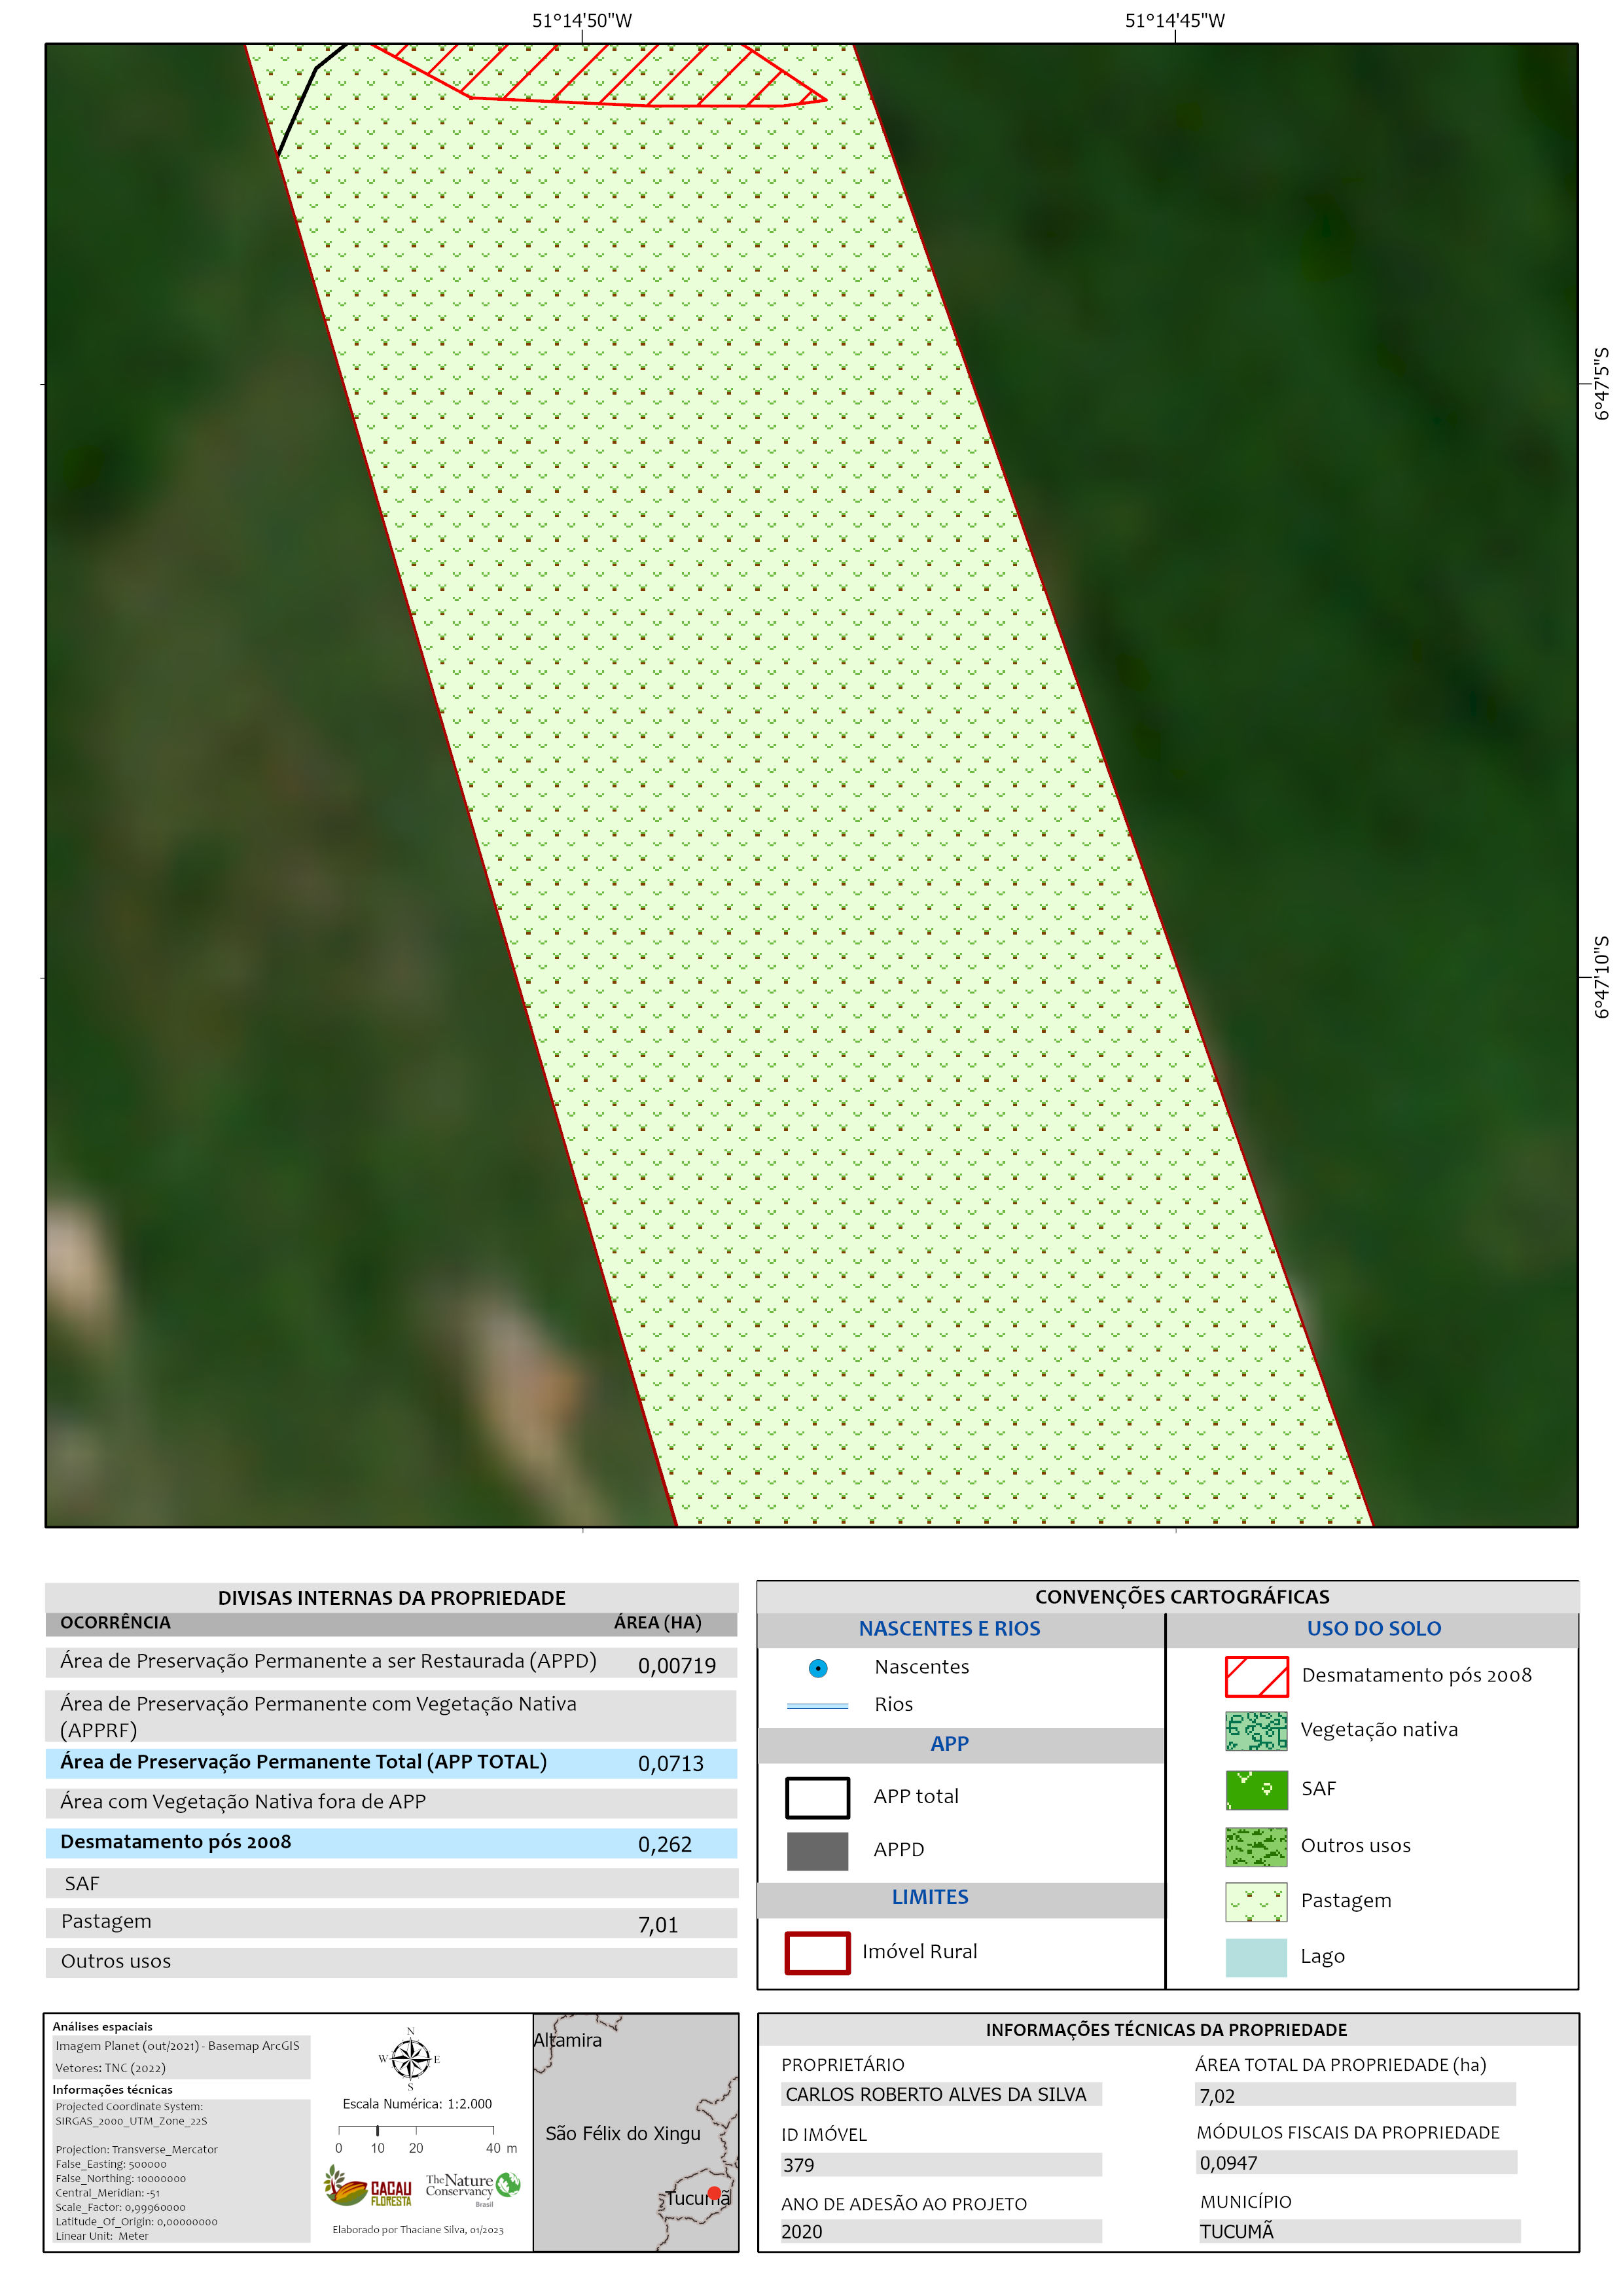 51°14'50"W 51°14'45"W
6°47'5"S
6°47'10"S
DIVISAS INTERNAS DA PROPRIEDADE
OCORRÊNCIA ÁREA (HA)
Área de Preservação Permanente a ser Restaurada (APPD) 0,00719
Área de Preservação Permanente com Vegetação Nativa
(APPRF)
Área de Preservação Permanente Total (APP TOTAL) 0,0713
Área com Vegetação Nativa fora de APP
Desmatamento pós 2008 0,262
SAF
Pastagem 7,01
Outros usos
CONVENÇÕES CARTOGRÁFICAS
NASCENTES E RIOS
Nascentes
Rios
APP
APP total
APPD
LIMITES
Imóvel Rural
USO DO SOLO
Desmatamento pós 2008
Vegetação nativa
SAF
Outros usos
Pastagem
Lago
Análises espaciais
Imagem Planet (out/2021) - Basemap ArcGIS
Vetores: TNC (2022)
Informações técnicas
Projected Coordinate System:
SIRGAS_2000_UTM_Zone_22S
Projection: Transverse_Mercator
False_Easting: 500000
False_Northing: 10000000
Central_Meridian: -51
Scale_Factor: 0,99960000
Latitude_Of_Origin: 0,00000000
Linear Unit: Meter
N
W E
S
Escala Numérica: 1:2.000
0 10 20 40 m
CACAU
FLORESTA
The Nature
Conservancy
Brasil
Elaborado por Thaciane Silva, 01/2023
Altamira
São Félix do Xingu
Tucumã
INFORMAÇÕES TÉCNICAS DA PROPRIEDADE
PROPRIETÁRIO
CARLOS ROBERTO ALVES DA SILVA
ID IMÓVEL
379
ANO DE ADESÃO AO PROJETO
2020
ÁREA TOTAL DA PROPRIEDADE (ha)
7,02
MÓDULOS FISCAIS DA PROPRIEDADE
0,0947
MUNICÍPIO
TUCUMÃ